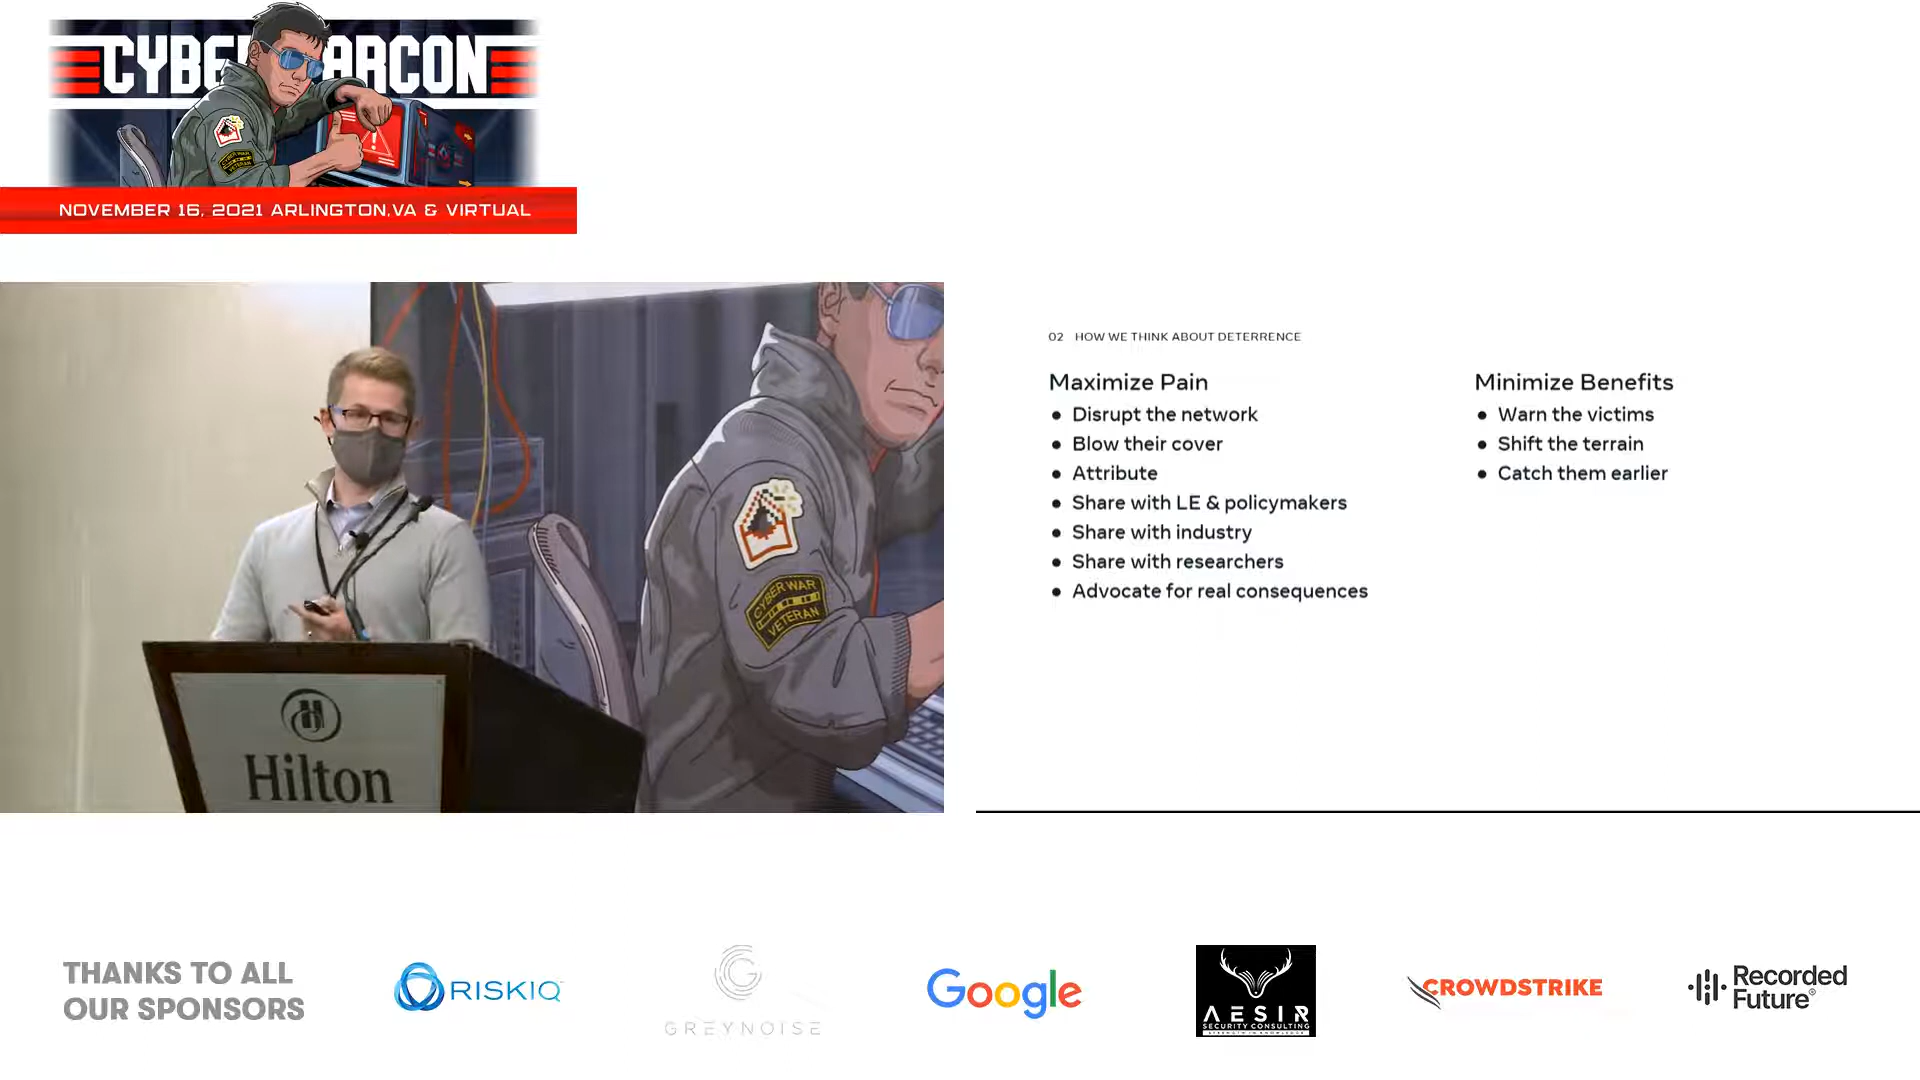 CYBERWARCON
NOVEMBER 16, 2021 ARLINGTON, VA & VIRTUAL
CYBER WAR
VETERAN
Hilton
02 HOW WE THINK ABOUT DETERRENCE
Maximize Pain
• Disrupt the network
• Blow their cover
• Attribute
• Share with LE & policymakers
• Share with industry
• Share with researchers
• Advocate for real consequences
Minimize Benefits
• Warn the victims
• Shift the terrain
• Catch them earlier
CYBER WAR
VETERAN
THANKS TO ALL
OUR SPONSORS
RISKIQ
GREYNOISE
Google
AESIR
SECURITY CONSULTING
CROWDSTRIKE
Recorded
Future®